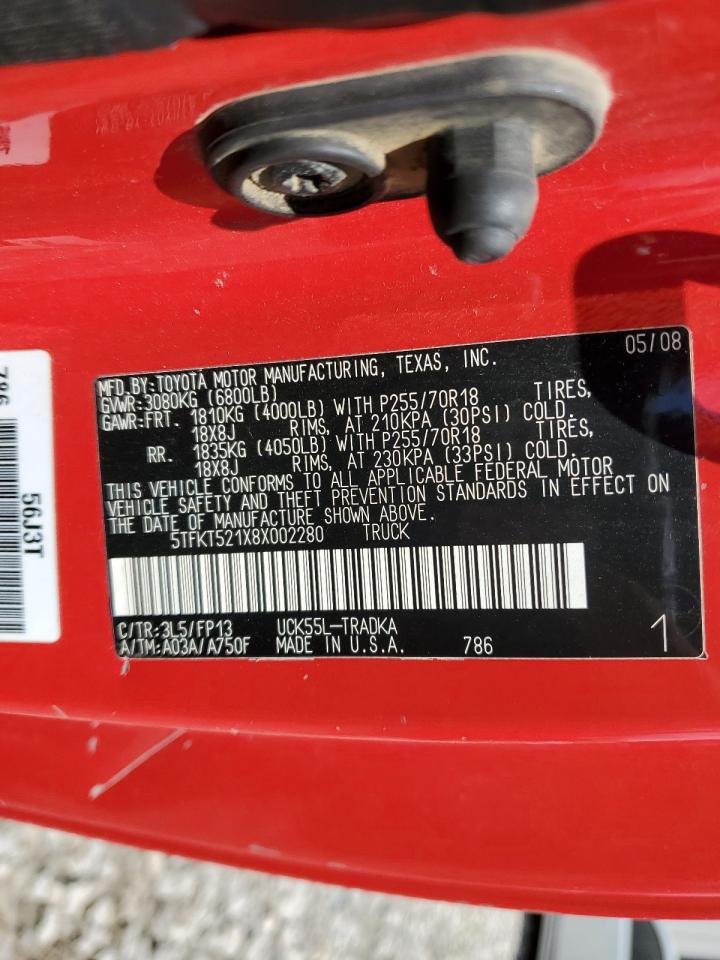 05/08
MFD.BY:TOYOTA MOTOR MANUFACTURING, TEXAS, INC.
GVWR:3080KG (6800LB)
GAWR:FRT. 1810KG (4000LB) WITH P255/70R18 TIRES,
18X8J RIMS, AT 210KPA (30PSI) COLD.
RR. 1835KG (4050LB) WITH P255/70R18 TIRES,
18X8J RIMS, AT 230KPA (33PSI) COLD.
THIS VEHICLE CONFORMS TO ALL APPLICABLE FEDERAL MOTOR
VEHICLE SAFETY AND THEFT PREVENTION STANDARDS IN EFFECT ON
THE DATE OF MANUFACTURE SHOWN ABOVE.
5TFKT521X8X002280 TRUCK
C/TR:3L5/FP13 UCK55L-TRADKA
A/TM:A03A/A750F MADE IN U.S.A. 786 1
786
56J3T